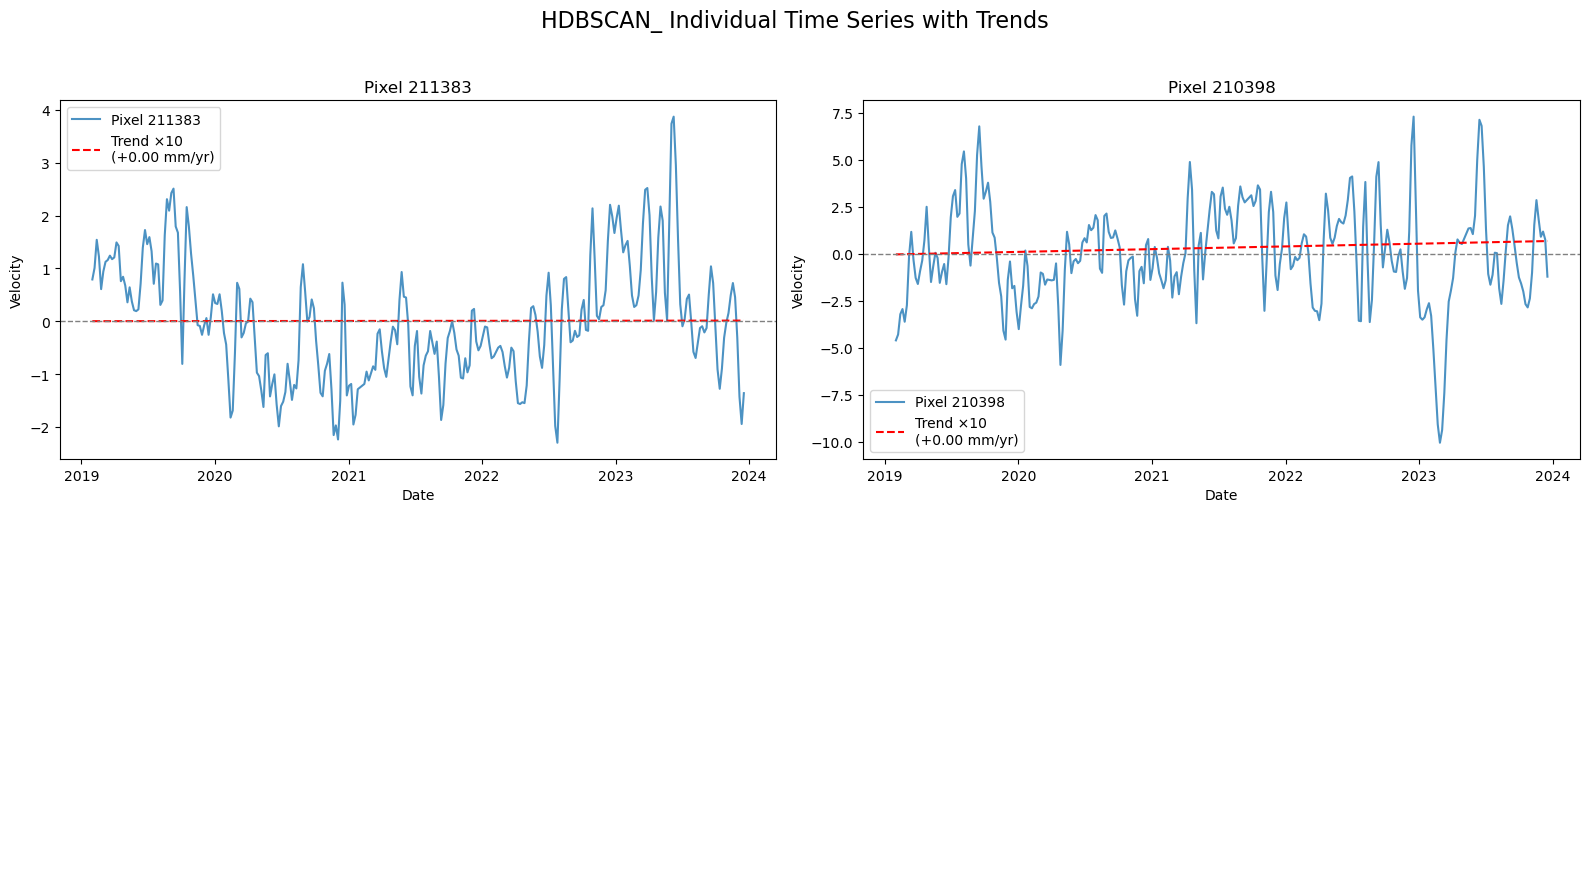 HDBSCAN_ Individual Time Series with Trends
Pixel 211383
4
3
2
1
0
−1
−2
Velocity
Pixel 211383
Trend ×10
(+0.00 mm/yr)
2019
2020
2021
2022
2023
2024
Date
Pixel 210398
7.5
5.0
2.5
0.0
−2.5
−5.0
−7.5
−10.0
Velocity
Pixel 210398
Trend ×10
(+0.00 mm/yr)
2019
2020
2021
2022
2023
2024
Date